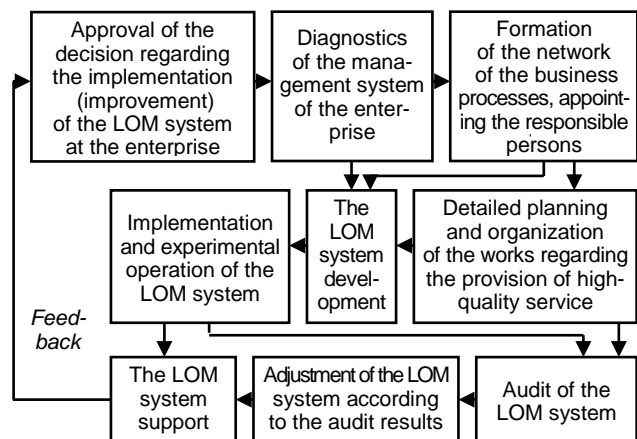 Approval of the
decision regarding
the implementation
(improvement)
of the LOM system
at the enterprise
Diagnostics
of the mana-
gement system
of the enter-
prise
Formation
of the network
of the business
processes, appoint-
ing the responsible
persons
Implementation
and experimental
operation of the
LOM system
The
LOM
system
devel-
opment
Detailed planning
and organization
of the works regarding
the provision of high-
quality service
Feed-
back
The LOM
system
support
Adjustment of the LOM
system according
to the audit results
Audit of the
LOM system